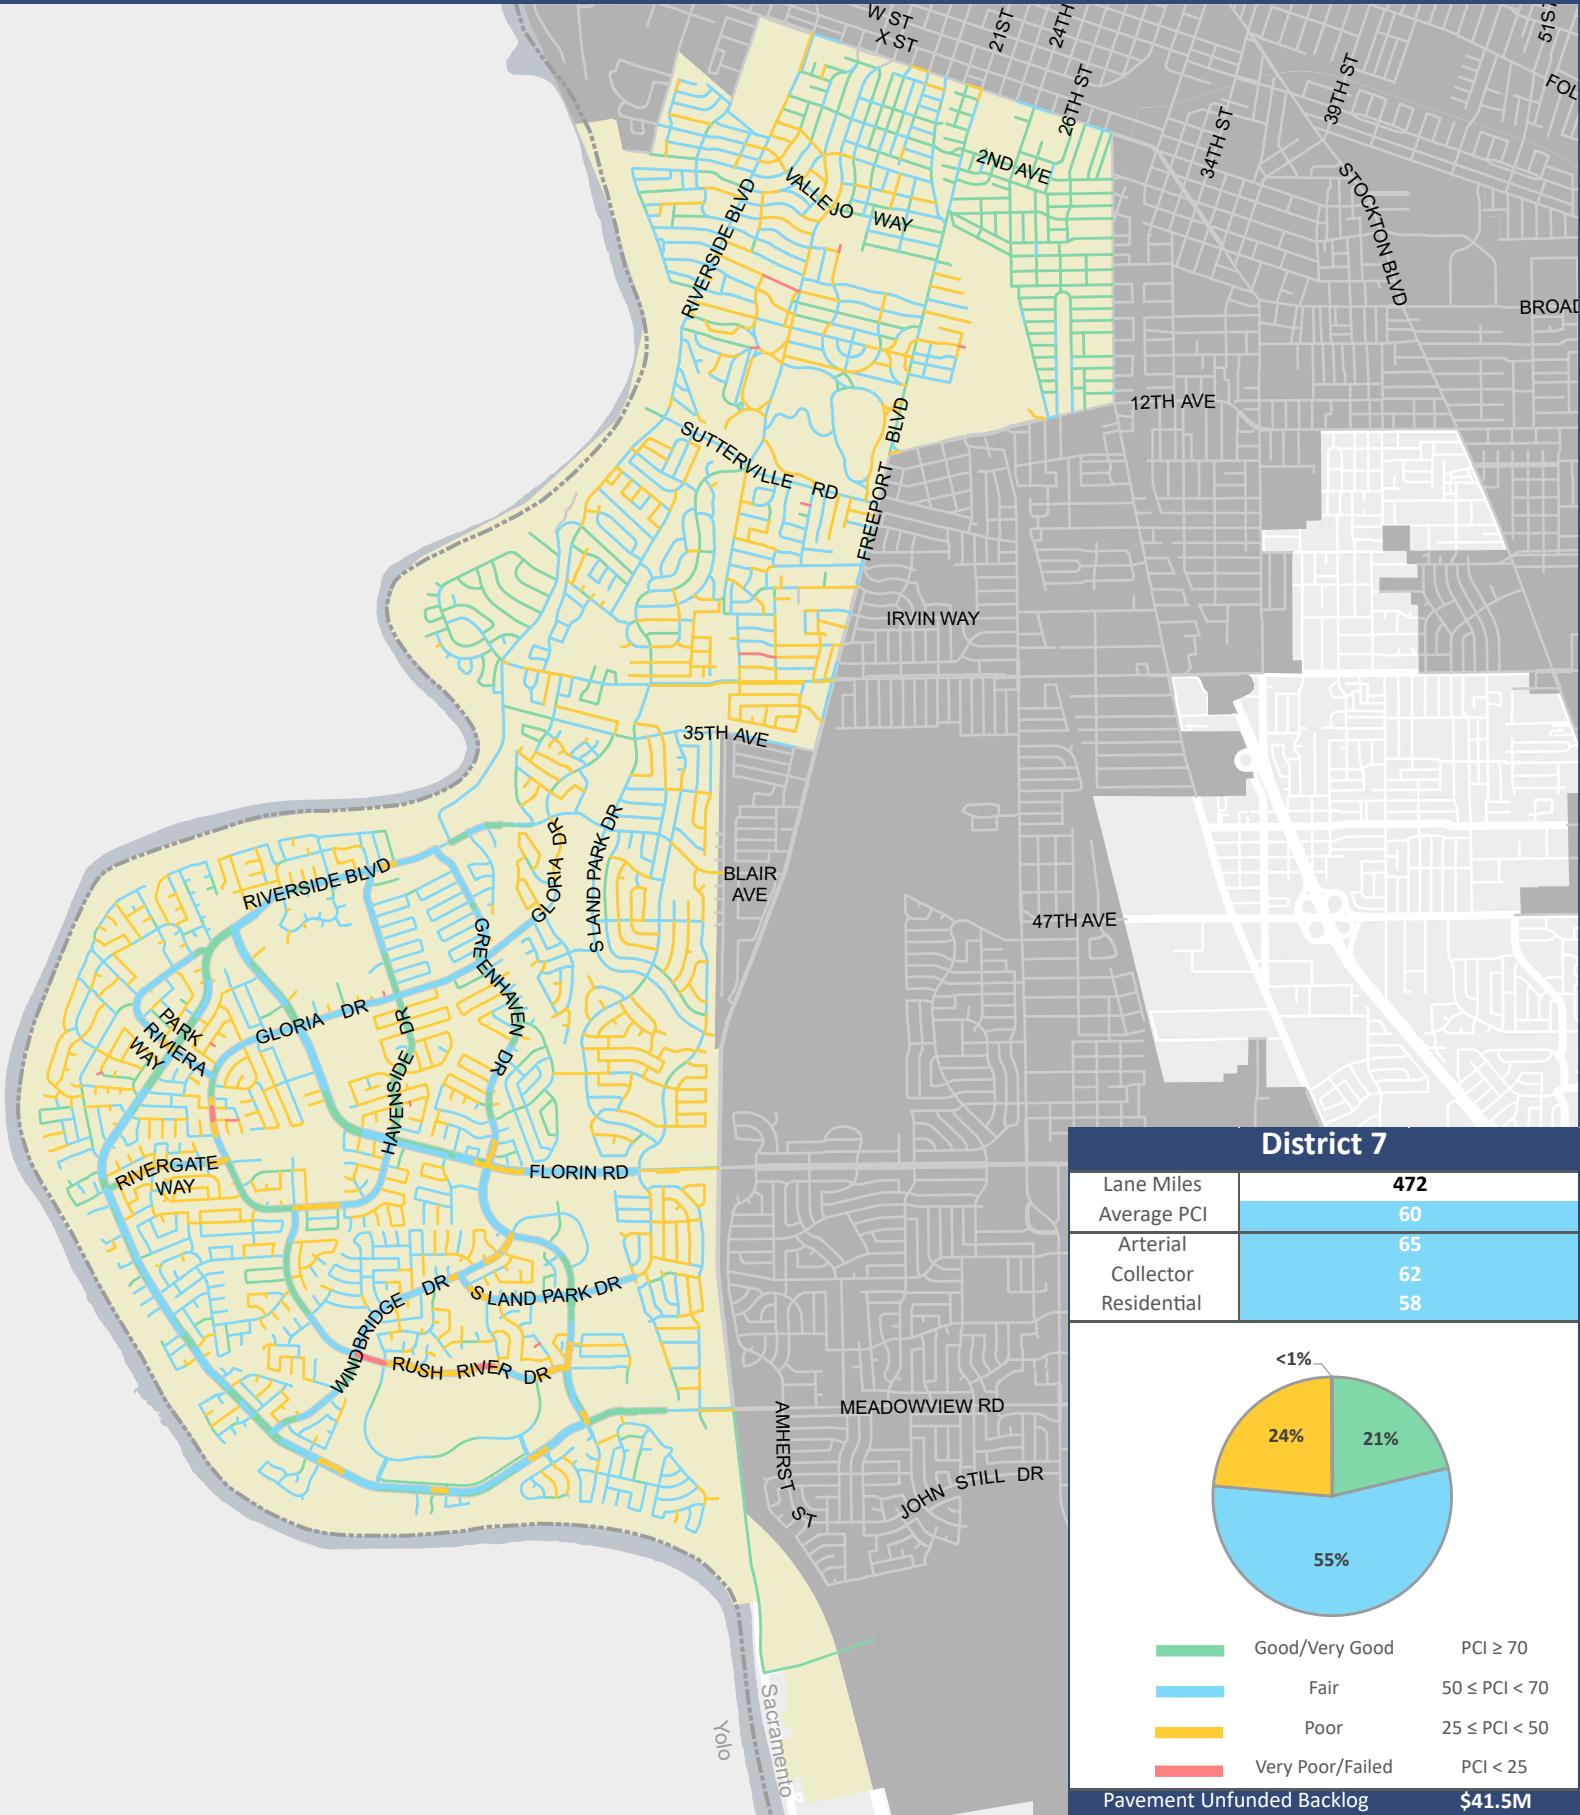 W ST
X ST
21ST
24TH
26TH ST
34TH ST
39TH ST
51ST
FOL
STOCKTON BLVD
BROAD
2ND AVE
VALLEJO WAY
RIVERSIDE BLVD
12TH AVE
SUTTERVILLE RD
FREEPORT BLVD
IRVIN WAY
35TH AVE
GLORIA DR
S LAND PARK DR
BLAIR
AVE
47TH AVE
RIVERSIDE BLVD
GREENHAVEN DR
GLORIA DR
PARK
RIVIERA
WAY
HAVENSIDE DR
RIVERGATE
WAY
FLORIN RD
WINDBRIDGE DR
S LAND PARK DR
RUSH RIVER DR
MEADOWVIEW RD
AMHERST ST
JOHN STILL DR
Yolo
Sacramento
District 7
Lane Miles 472
Average PCI 60
Arterial 65
Collector 62
Residential 58
<1%
24%
21%
55%
Good/Very Good PCI ≥ 70
Fair 50 ≤ PCI < 70
Poor 25 ≤ PCI < 50
Very Poor/Failed PCI < 25
Pavement Unfunded Backlog $41.5M